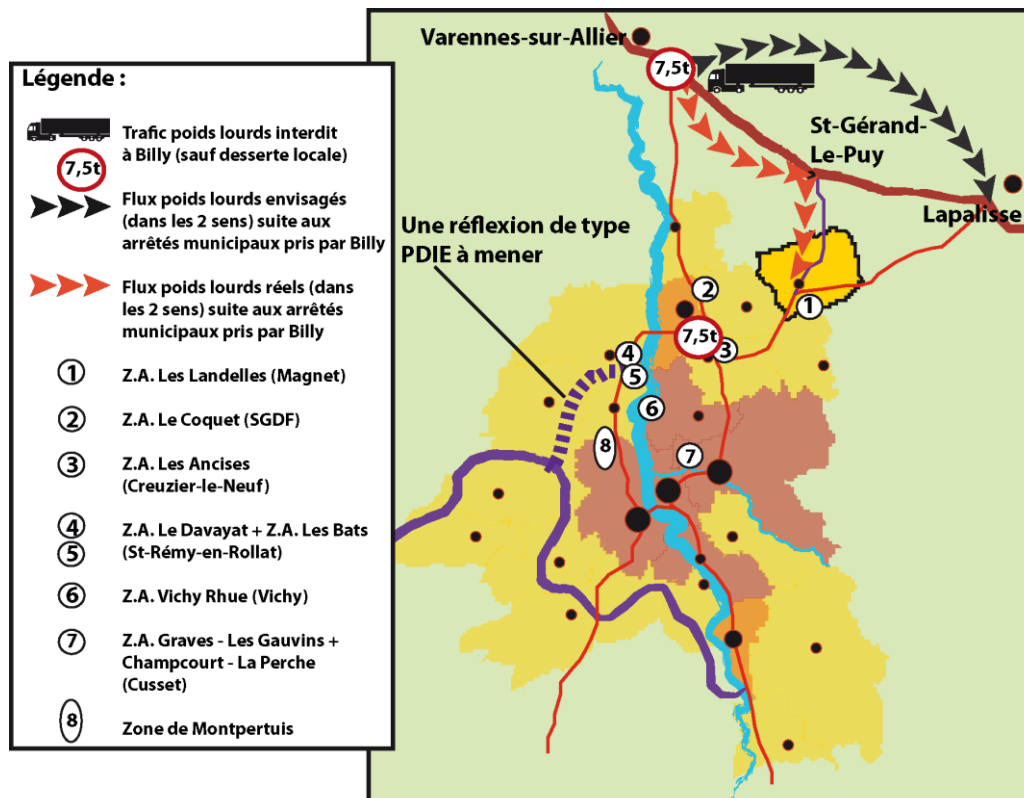 Légende :
7,5t
Trafic poids lourds interdit
à Billy (sauf desserte locale)
Flux poids lourds envisagés
(dans les 2 sens) suite aux
arrêtés municipaux pris par Billy
Flux poids lourds réels (dans
les 2 sens) suite aux arrêtés
municipaux pris par Billy
1 Z.A. Les Landelles (Magnet)
2 Z.A. Le Coquet (SGDF)
3 Z.A. Les Ancises
(Creuzier-le-Neuf)
4 Z.A. Le Davayat + Z.A. Les Bats
5 (St-Rémy-en-Rollat)
6 Z.A. Vichy Rhue (Vichy)
7 Z.A. Graves - Les Gauvins +
Champcourt - La Perche
(Cusset)
8 Zone de Montpertuis
Varennes-sur-Allier
7,5t
St-Gérand-
Le-Puy
Lapalisse
Une réflexion de type
PDIE à mener
2
1
7,5t
3
4
5
6
8
7